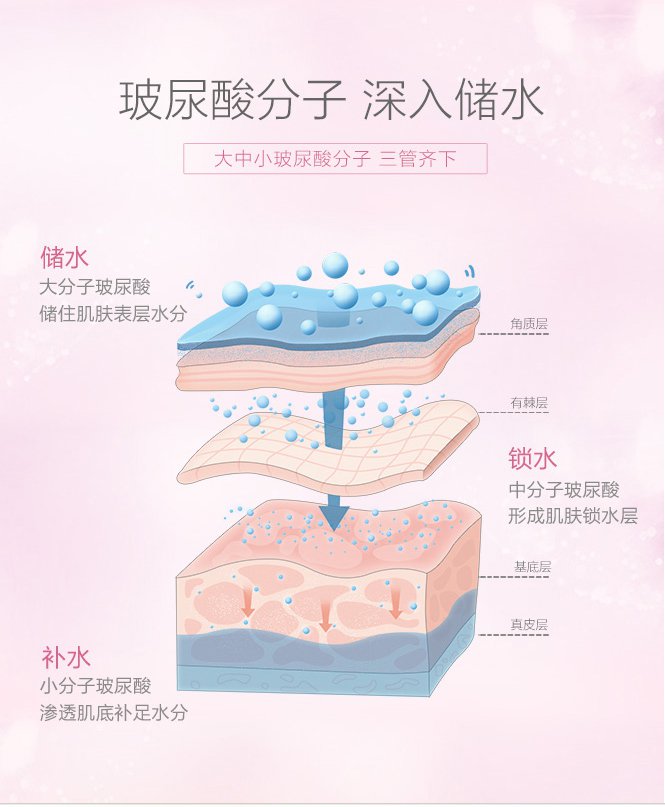 玻尿酸分子 深入储水
大中小玻尿酸分子 三管齐下
储水
大分子玻尿酸
储住肌肤表层水分
角质层
有棘层
锁水
中分子玻尿酸
形成肌肤锁水层
基底层
真皮层
补水
小分子玻尿酸
渗透肌底补足水分